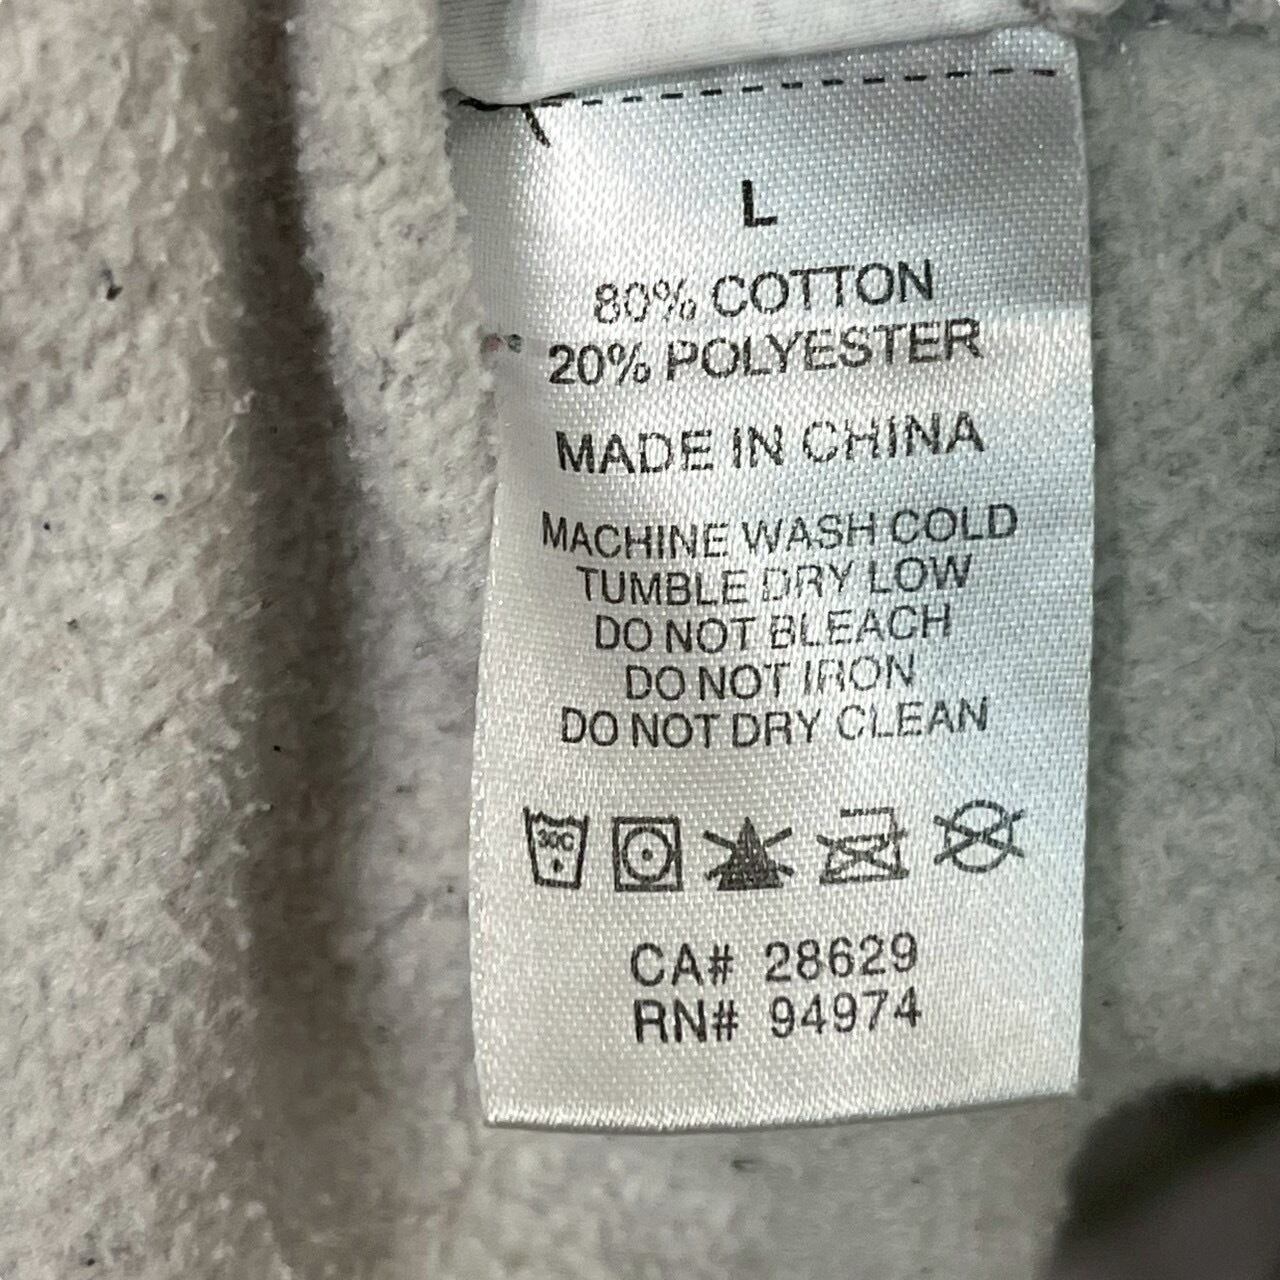 L
80% COTTON
20% POLYESTER
MADE IN CHINA
MACHINE WASH COLD
TUMBLE DRY LOW
DO NOT BLEACH
DO NOT IRON
DO NOT DRY CLEAN
30C
CA# 28629
RN# 94974